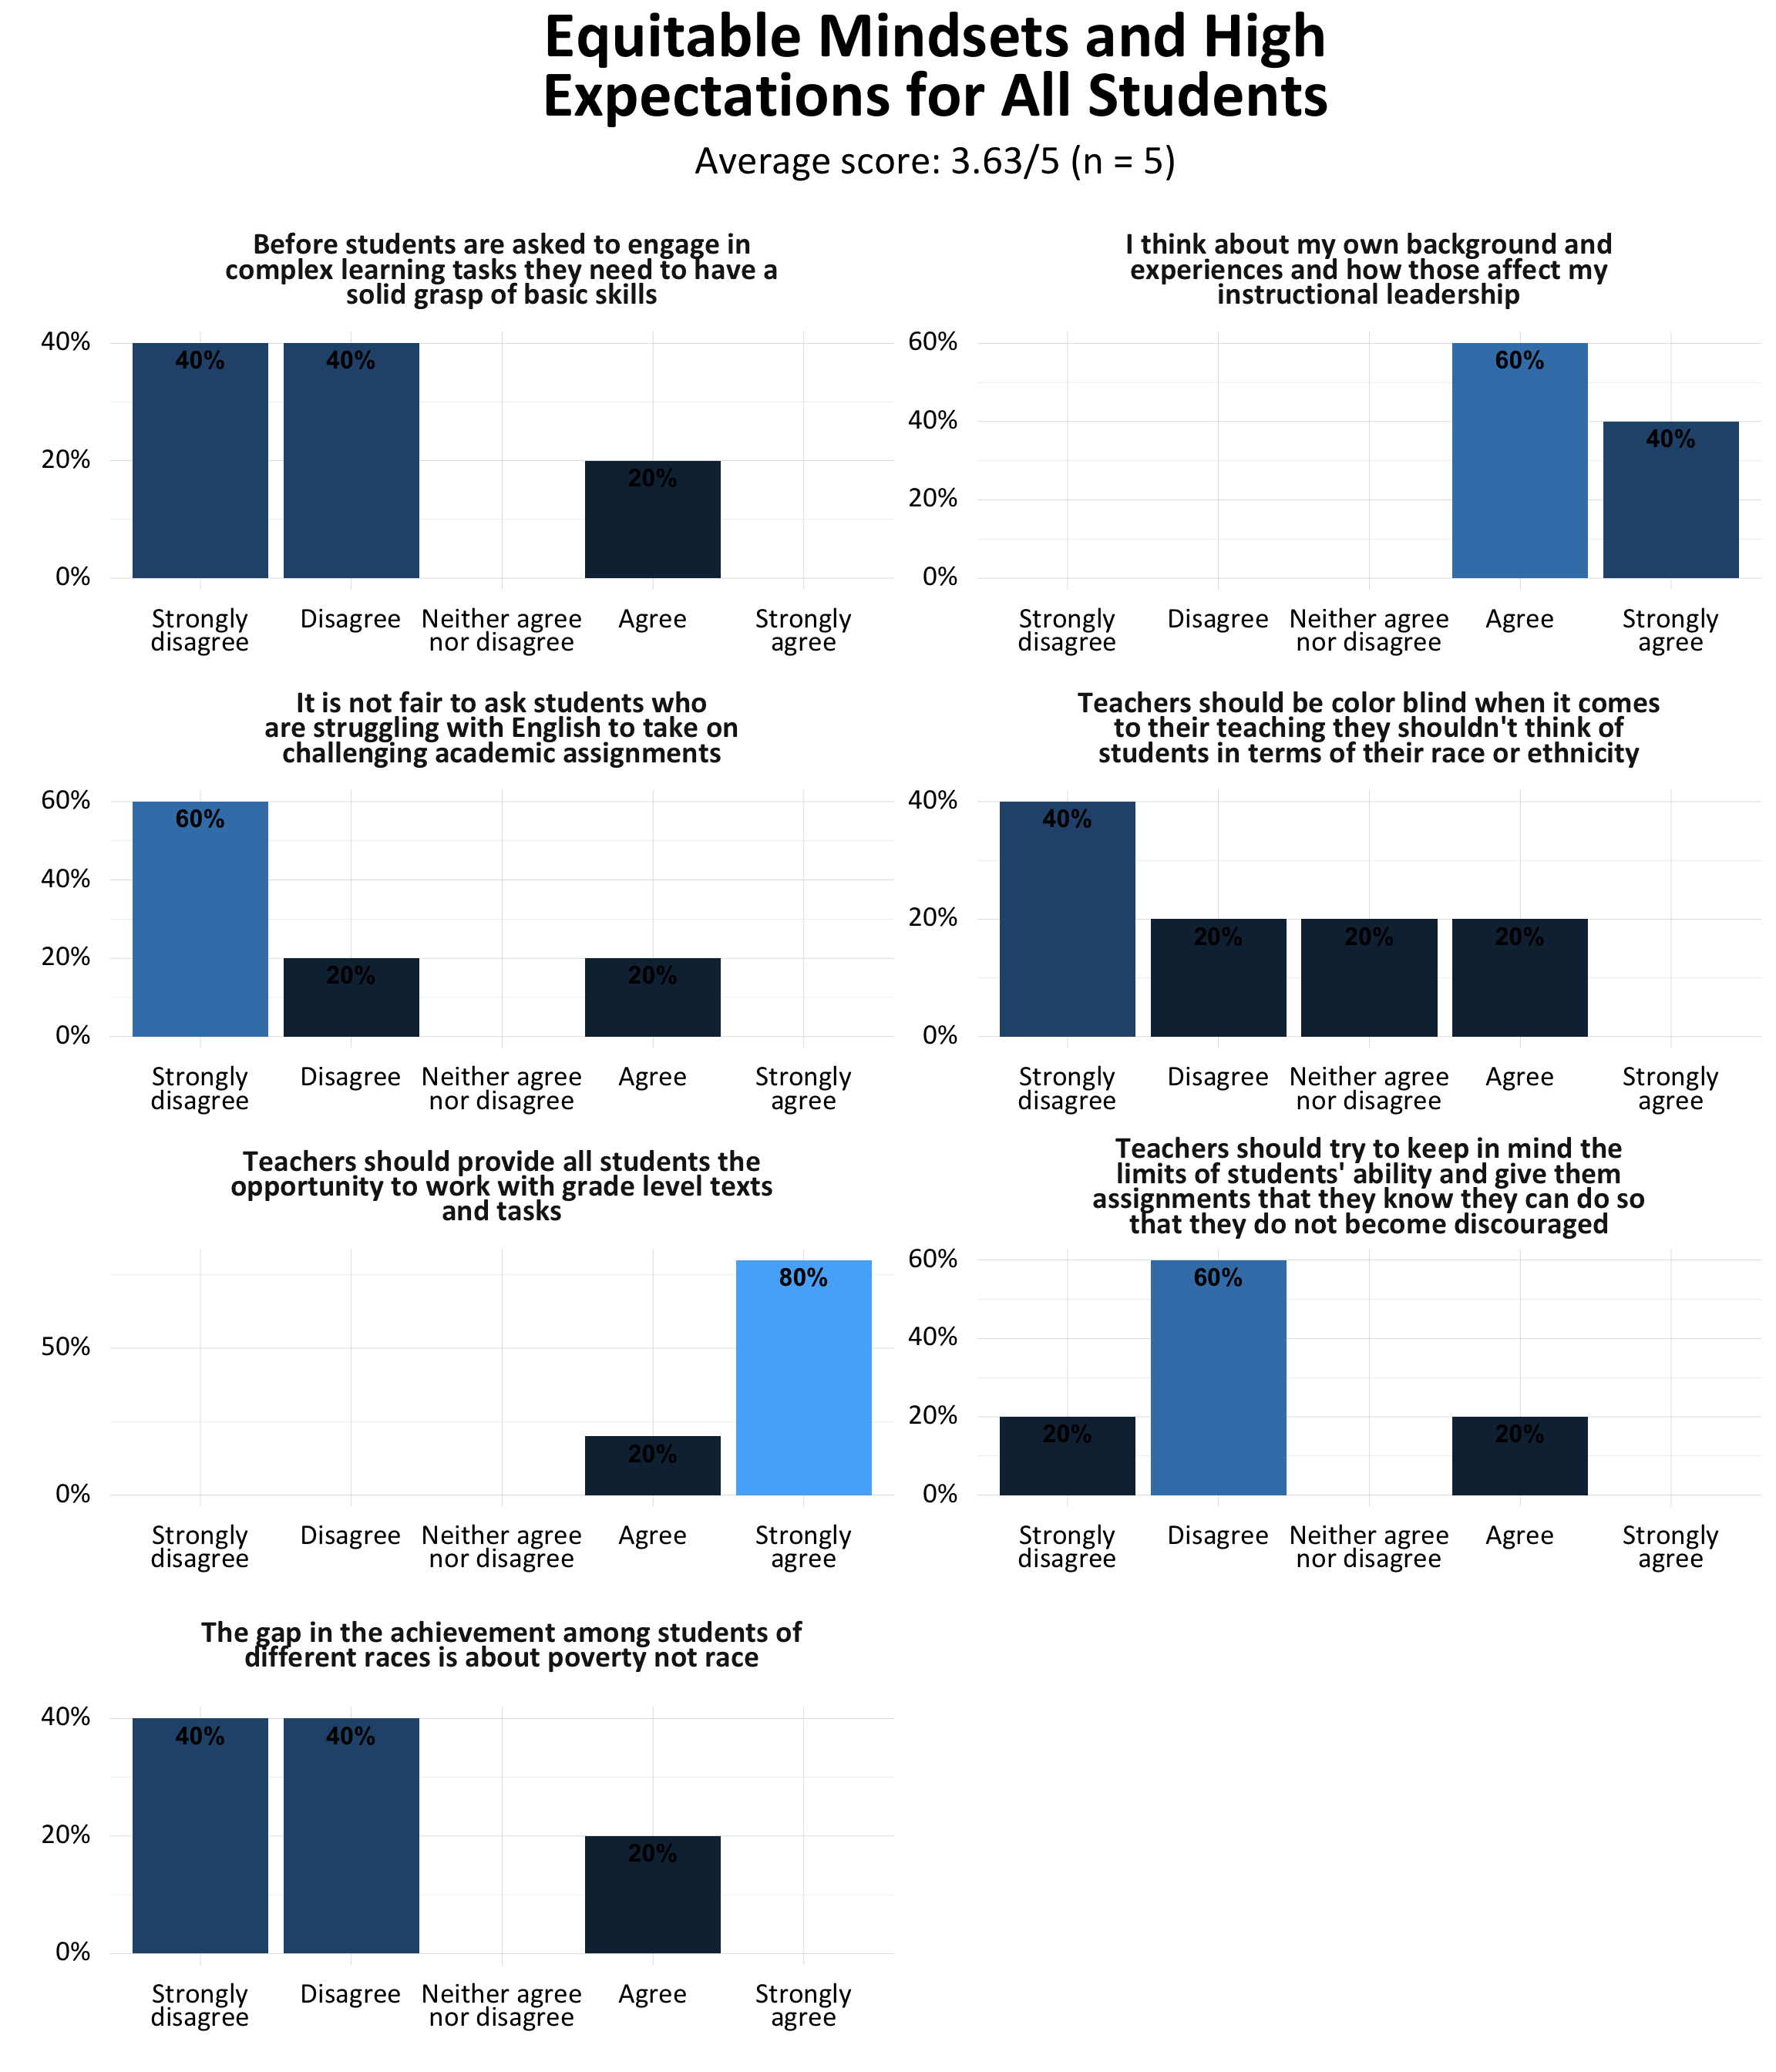 Equitable Mindsets and High
Expectations for All Students
Average score: 3.63/5 (n = 5)
Before students are asked to engage in
complex learning tasks they need to have a
solid grasp of basic skills
40%
20%
0%
40%
40%
20%
Strongly
disagree
Disagree
Neither agree
nor disagree
Agree
Strongly
agree
I think about my own background and
experiences and how those affect my
instructional leadership
60%
40%
20%
0%
60%
40%
Strongly
disagree
Disagree
Neither agree
nor disagree
Agree
Strongly
agree
It is not fair to ask students who
are struggling with English to take on
challenging academic assignments
60%
40%
20%
0%
60%
20%
20%
Strongly
disagree
Disagree
Neither agree
nor disagree
Agree
Strongly
agree
Teachers should be color blind when it comes
to their teaching they shouldn't think of
students in terms of their race or ethnicity
40%
20%
0%
40%
20%
20%
20%
Strongly
disagree
Disagree
Neither agree
nor disagree
Agree
Strongly
agree
Teachers should provide all students the
opportunity to work with grade level texts
and tasks
50%
0%
20%
80%
Strongly
disagree
Disagree
Neither agree
nor disagree
Agree
Strongly
agree
Teachers should try to keep in mind the
limits of students' ability and give them
assignments that they know they can do so
that they do not become discouraged
60%
40%
20%
0%
20%
60%
20%
Strongly
disagree
Disagree
Neither agree
nor disagree
Agree
Strongly
agree
The gap in the achievement among students of
different races is about poverty not race
40%
20%
0%
40%
40%
20%
Strongly
disagree
Disagree
Neither agree
nor disagree
Agree
Strongly
agree